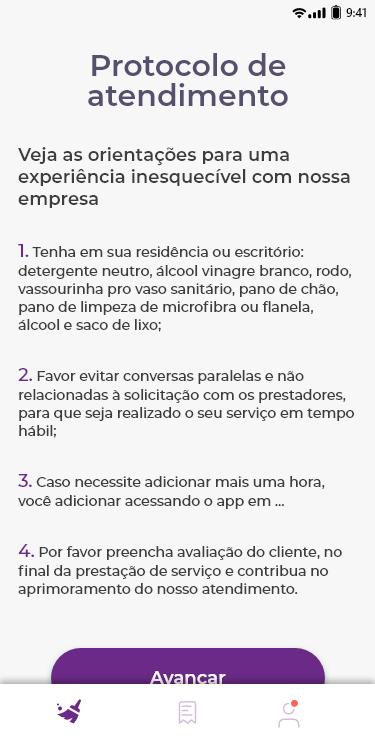 9:41
Protocolo de
atendimento
Veja as orientações para uma
experiência inesquecível com nossa
empresa
1. Tenha em sua residência ou escritório:
detergente neutro, álcool vinagre branco, rodo,
vassourinha pro vaso sanitário, pano de chão,
pano de limpeza de microfibra ou flanela,
álcool e saco de lixo;
2. Favor evitar conversas paralelas e não
relacionadas à solicitação com os prestadores,
para que seja realizado o seu serviço em tempo
hábil;
3. Caso necessite adicionar mais uma hora,
você adicionar acessando o app em ...
4. Por favor preencha avaliação do cliente, no
final da prestação de serviço e contribua no
aprimoramento do nosso atendimento.
Avançar